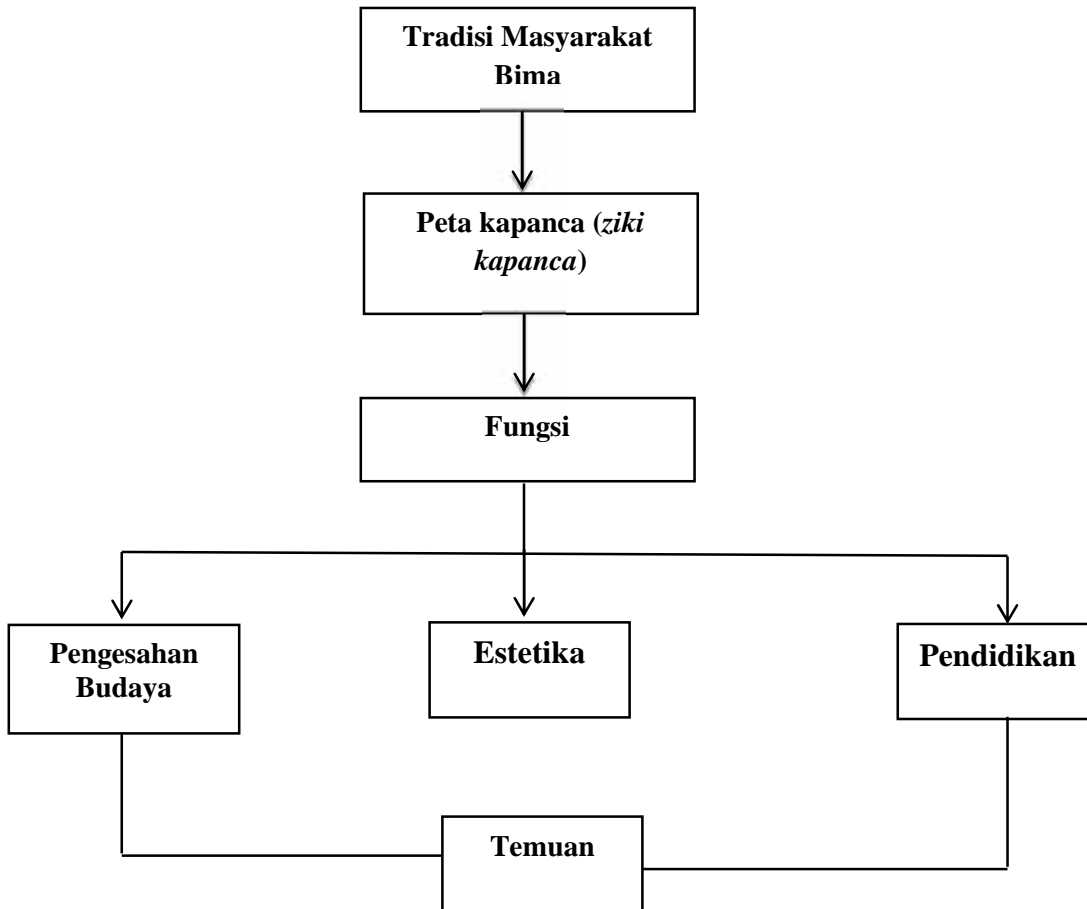 Tradisi Masyarakat
Bima
Peta kapanca (ziki
kapanca)
Fungsi
Pengesahan
Budaya
Estetika
Pendidikan
Temuan